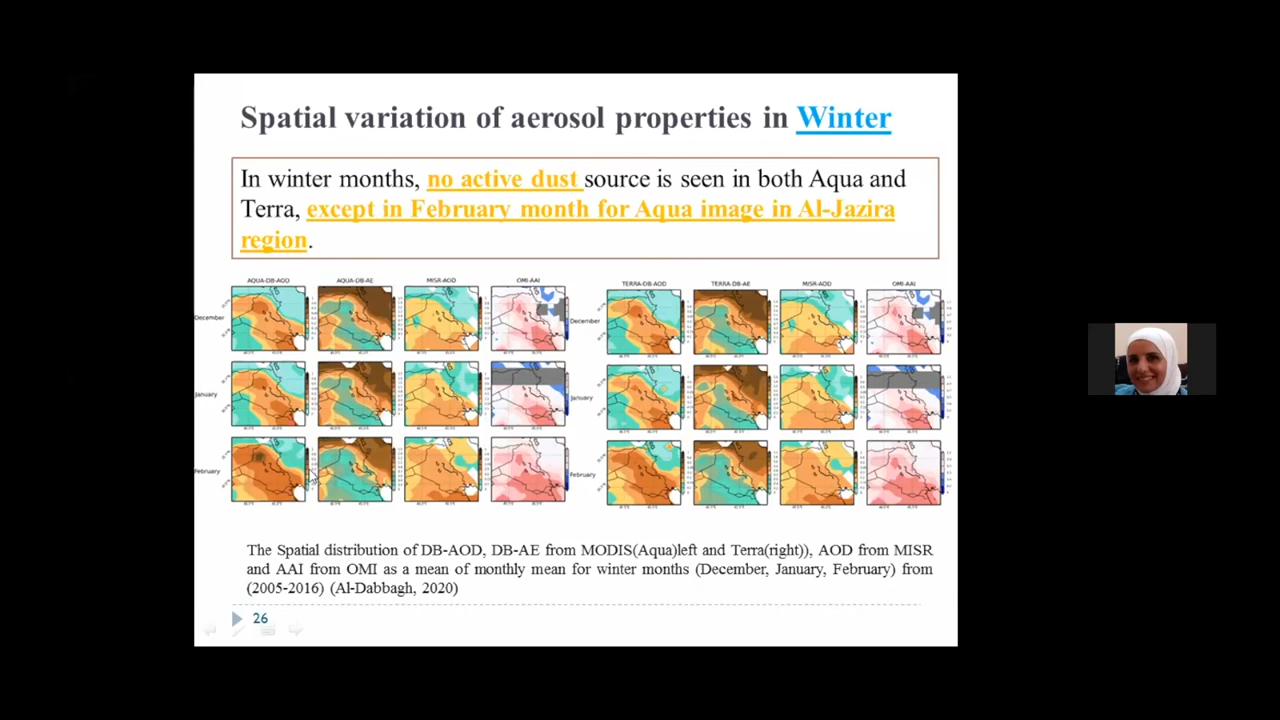 Spatial variation of aerosol properties in Winter
In winter months, no active dust source is seen in both Aqua and
Terra, except in February month for Aqua image in Al-Jazira
region.
AQUA-DB-AOD AQUA-DB-AE MISR-AOD OMI-AAI TERRA-DB-AOD TERRA-DB-AE MISR-AOD OMI-AAI
December December
January January
February February
The Spatial distribution of DB-AOD, DB-AE from MODIS(Aqua)left and Terra(right)), AOD from MISR
and AAI from OMI as a mean of monthly mean for winter months (December, January, February) from
(2005-2016) (Al-Dabbagh, 2020)
26